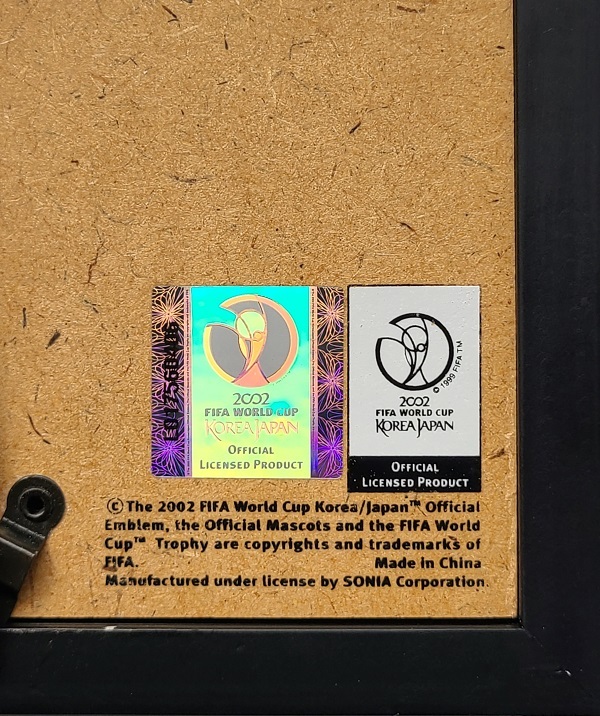 2002
FIFA WORLD CUP
KOREA JAPAN
OFFICIAL
LICENSED PRODUCT
© 1999 FIFA TM
2002
FIFA WORLD CUP
KOREA JAPAN
OFFICIAL
LICENSED PRODUCT
©The 2002 FIFA World Cup Korea/Japan™ Official
Emblem, the Official Mascots and the FIFA World
Cup™ Trophy are copyrights and trademarks of
FIFA. Made in China
Manufactured under license by SONIA Corporation.